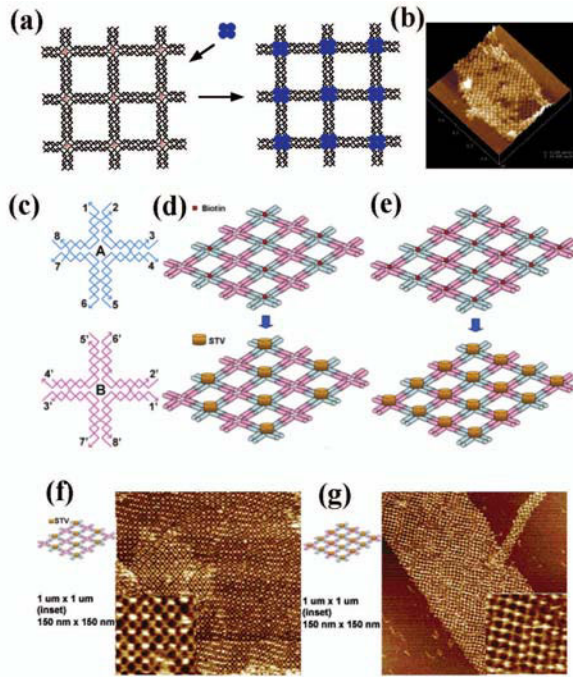 (a)
(b)
(c)
1 2
8 3
A
7 4
6 5
5' 6'
4' 2'
B
3' 1'
7' 8'
(d)
Biotin
STV
(e)
(f)
STV
1 um x 1 um
(inset)
150 nm x 150 nm
(g)
1 um x 1 um
(inset)
150 nm x 150 nm